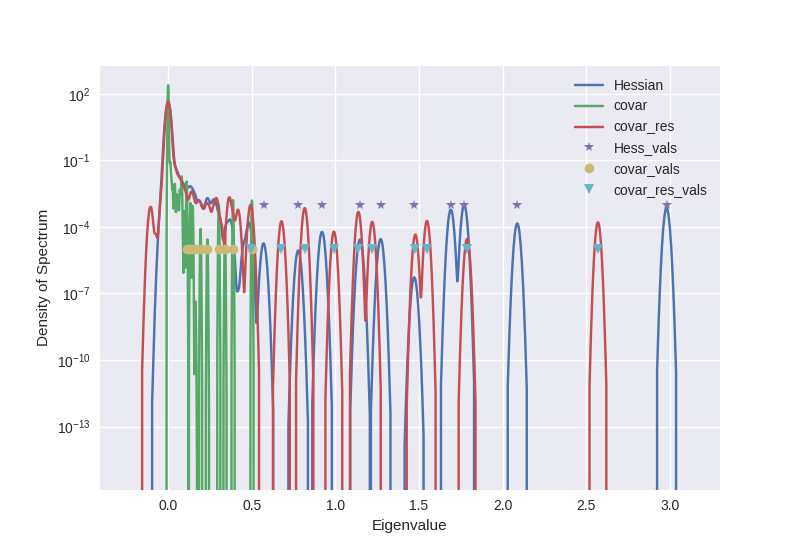 Hessian
covar
covar_res
Hess_vals
covar_vals
covar_res_vals
10^2
10^−1
10^−4
10^−7
10^−10
10^−13
Density of Spectrum
0.0 0.5 1.0 1.5 2.0 2.5 3.0
Eigenvalue